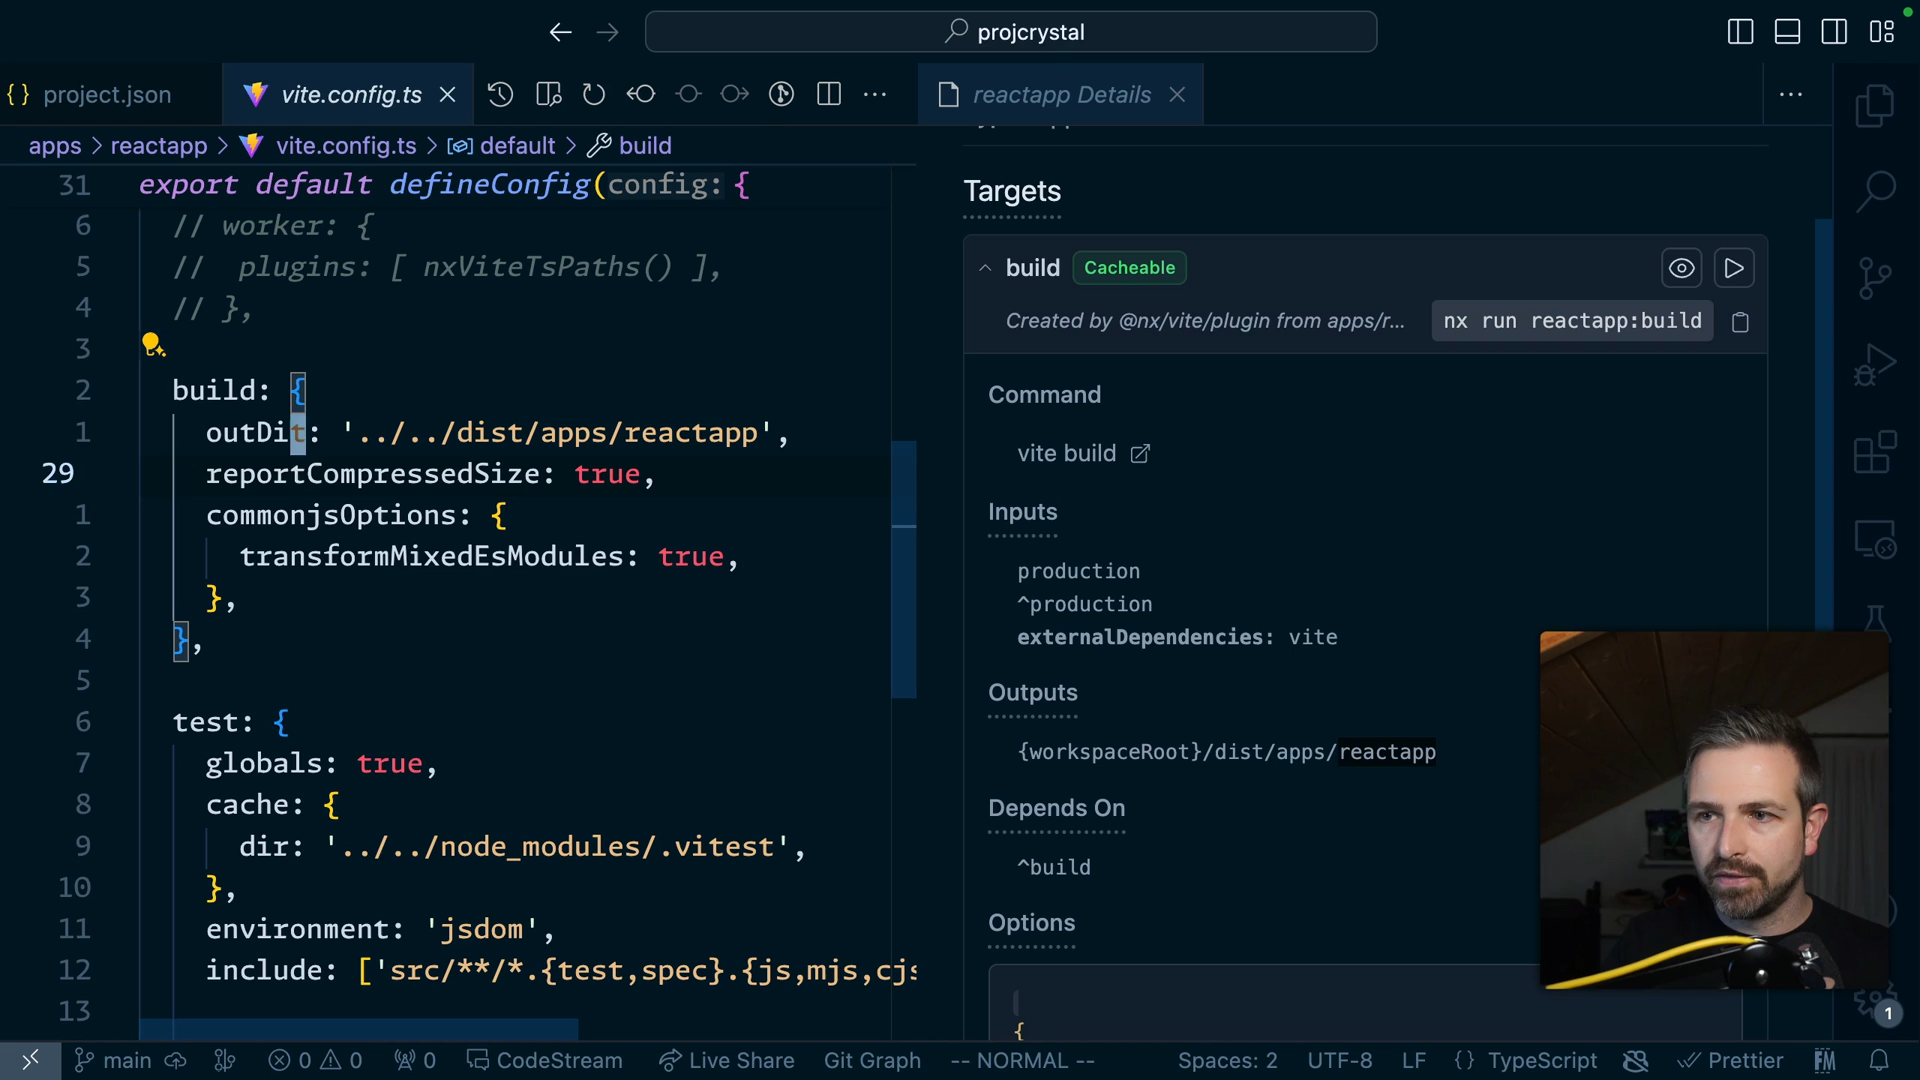 projcrystal
{} project.json
vite.config.ts
reactapp Details
apps > reactapp > vite.config.ts > default > build
31 export default defineConfig(config: {
6 // worker: {
5 //  plugins: [ nxViteTsPaths() ],
4 // },
3
2 build: {
1 outDit: '../../dist/apps/reactapp',
29 reportCompressedSize: true,
1 commonjsOptions: {
2 transformMixedEsModules: true,
3 },
4 },
5
6 test: {
7 globals: true,
8 cache: {
9 dir: '../../node_modules/.vitest',
10 },
11 environment: 'jsdom',
12 include: ['src/**/*.{test,spec}.{js,mjs,cjs
13
Targets
build Cacheable
Created by @nx/vite/plugin from apps/r... nx run reactapp:build
Command
vite build
Inputs
production
^production
externalDependencies: vite
Outputs
{workspaceRoot}/dist/apps/reactapp
Depends On
^build
Options
{
1
main 0 0 0 CodeStream Live Share Git Graph -- NORMAL -- Spaces: 2 UTF-8 LF {} TypeScript Prettier FM